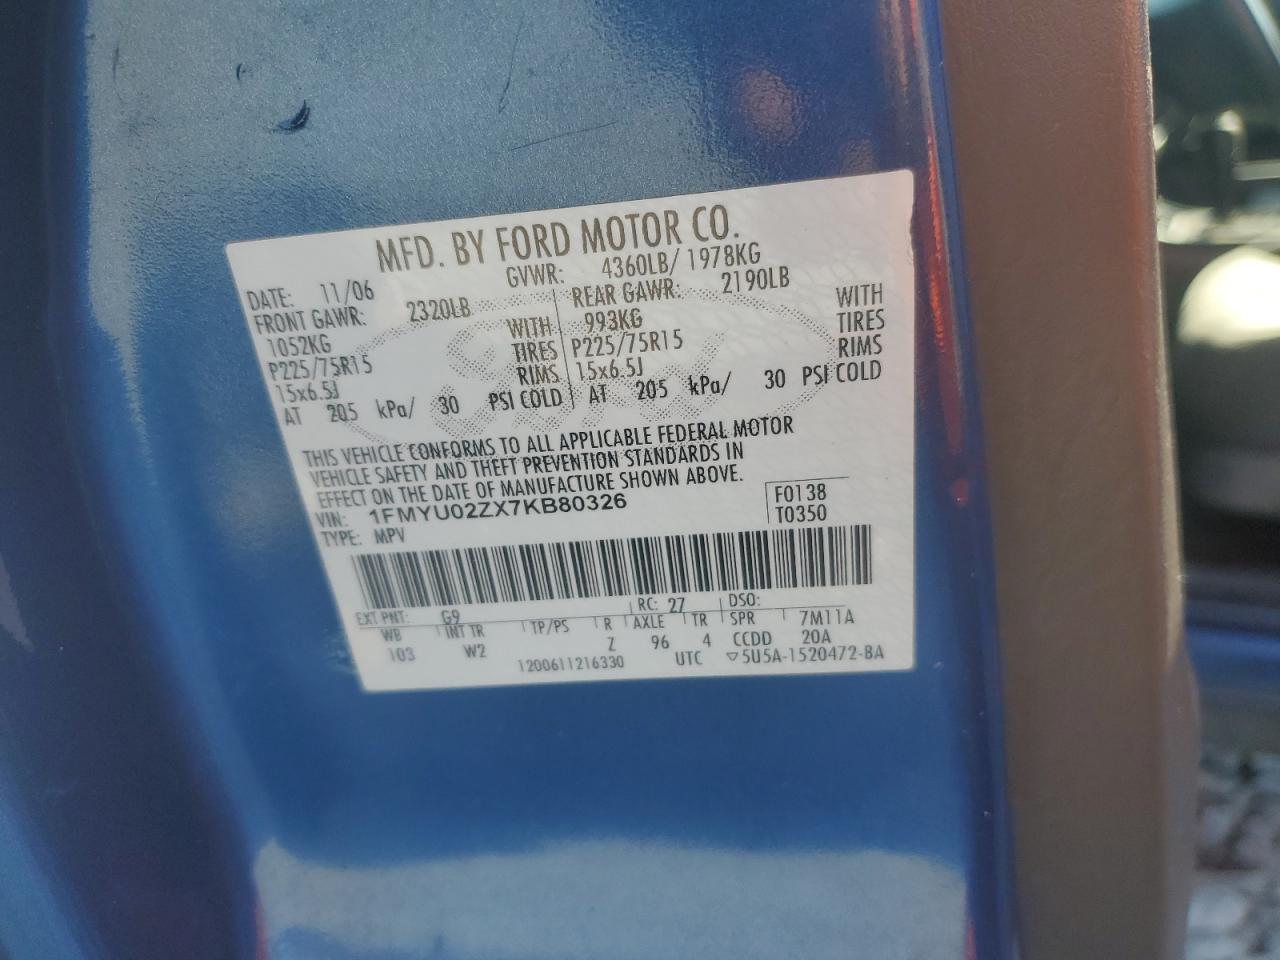 MFD. BY FORD MOTOR CO.
DATE: 11/06 GVWR: 4360LB/ 1978KG
FRONT GAWR: 2320LB REAR GAWR: 2190LB
1052KG WITH 993KG WITH
P225/75R15 TIRES P225/75R15 TIRES
15x6.5J RIMS 15x6.5J RIMS
AT 205 kPa/ 30 PSI COLD AT 205 kPa/ 30 PSI COLD
THIS VEHICLE CONFORMS TO ALL APPLICABLE FEDERAL MOTOR
VEHICLE SAFETY AND THEFT PREVENTION STANDARDS IN
EFFECT ON THE DATE OF MANUFACTURE SHOWN ABOVE.
VIN: 1FMYU02ZX7KB80326 F0138
TYPE: MPV T0350
EXT PNT: G9 RC: 27 DSO:
WB INT TR TP/PS R AXLE TR SPR 7M11A
103 W2 Z 96 4 CCDD 20A
1200611216330 UTC ▽5U5A-1520472-BA